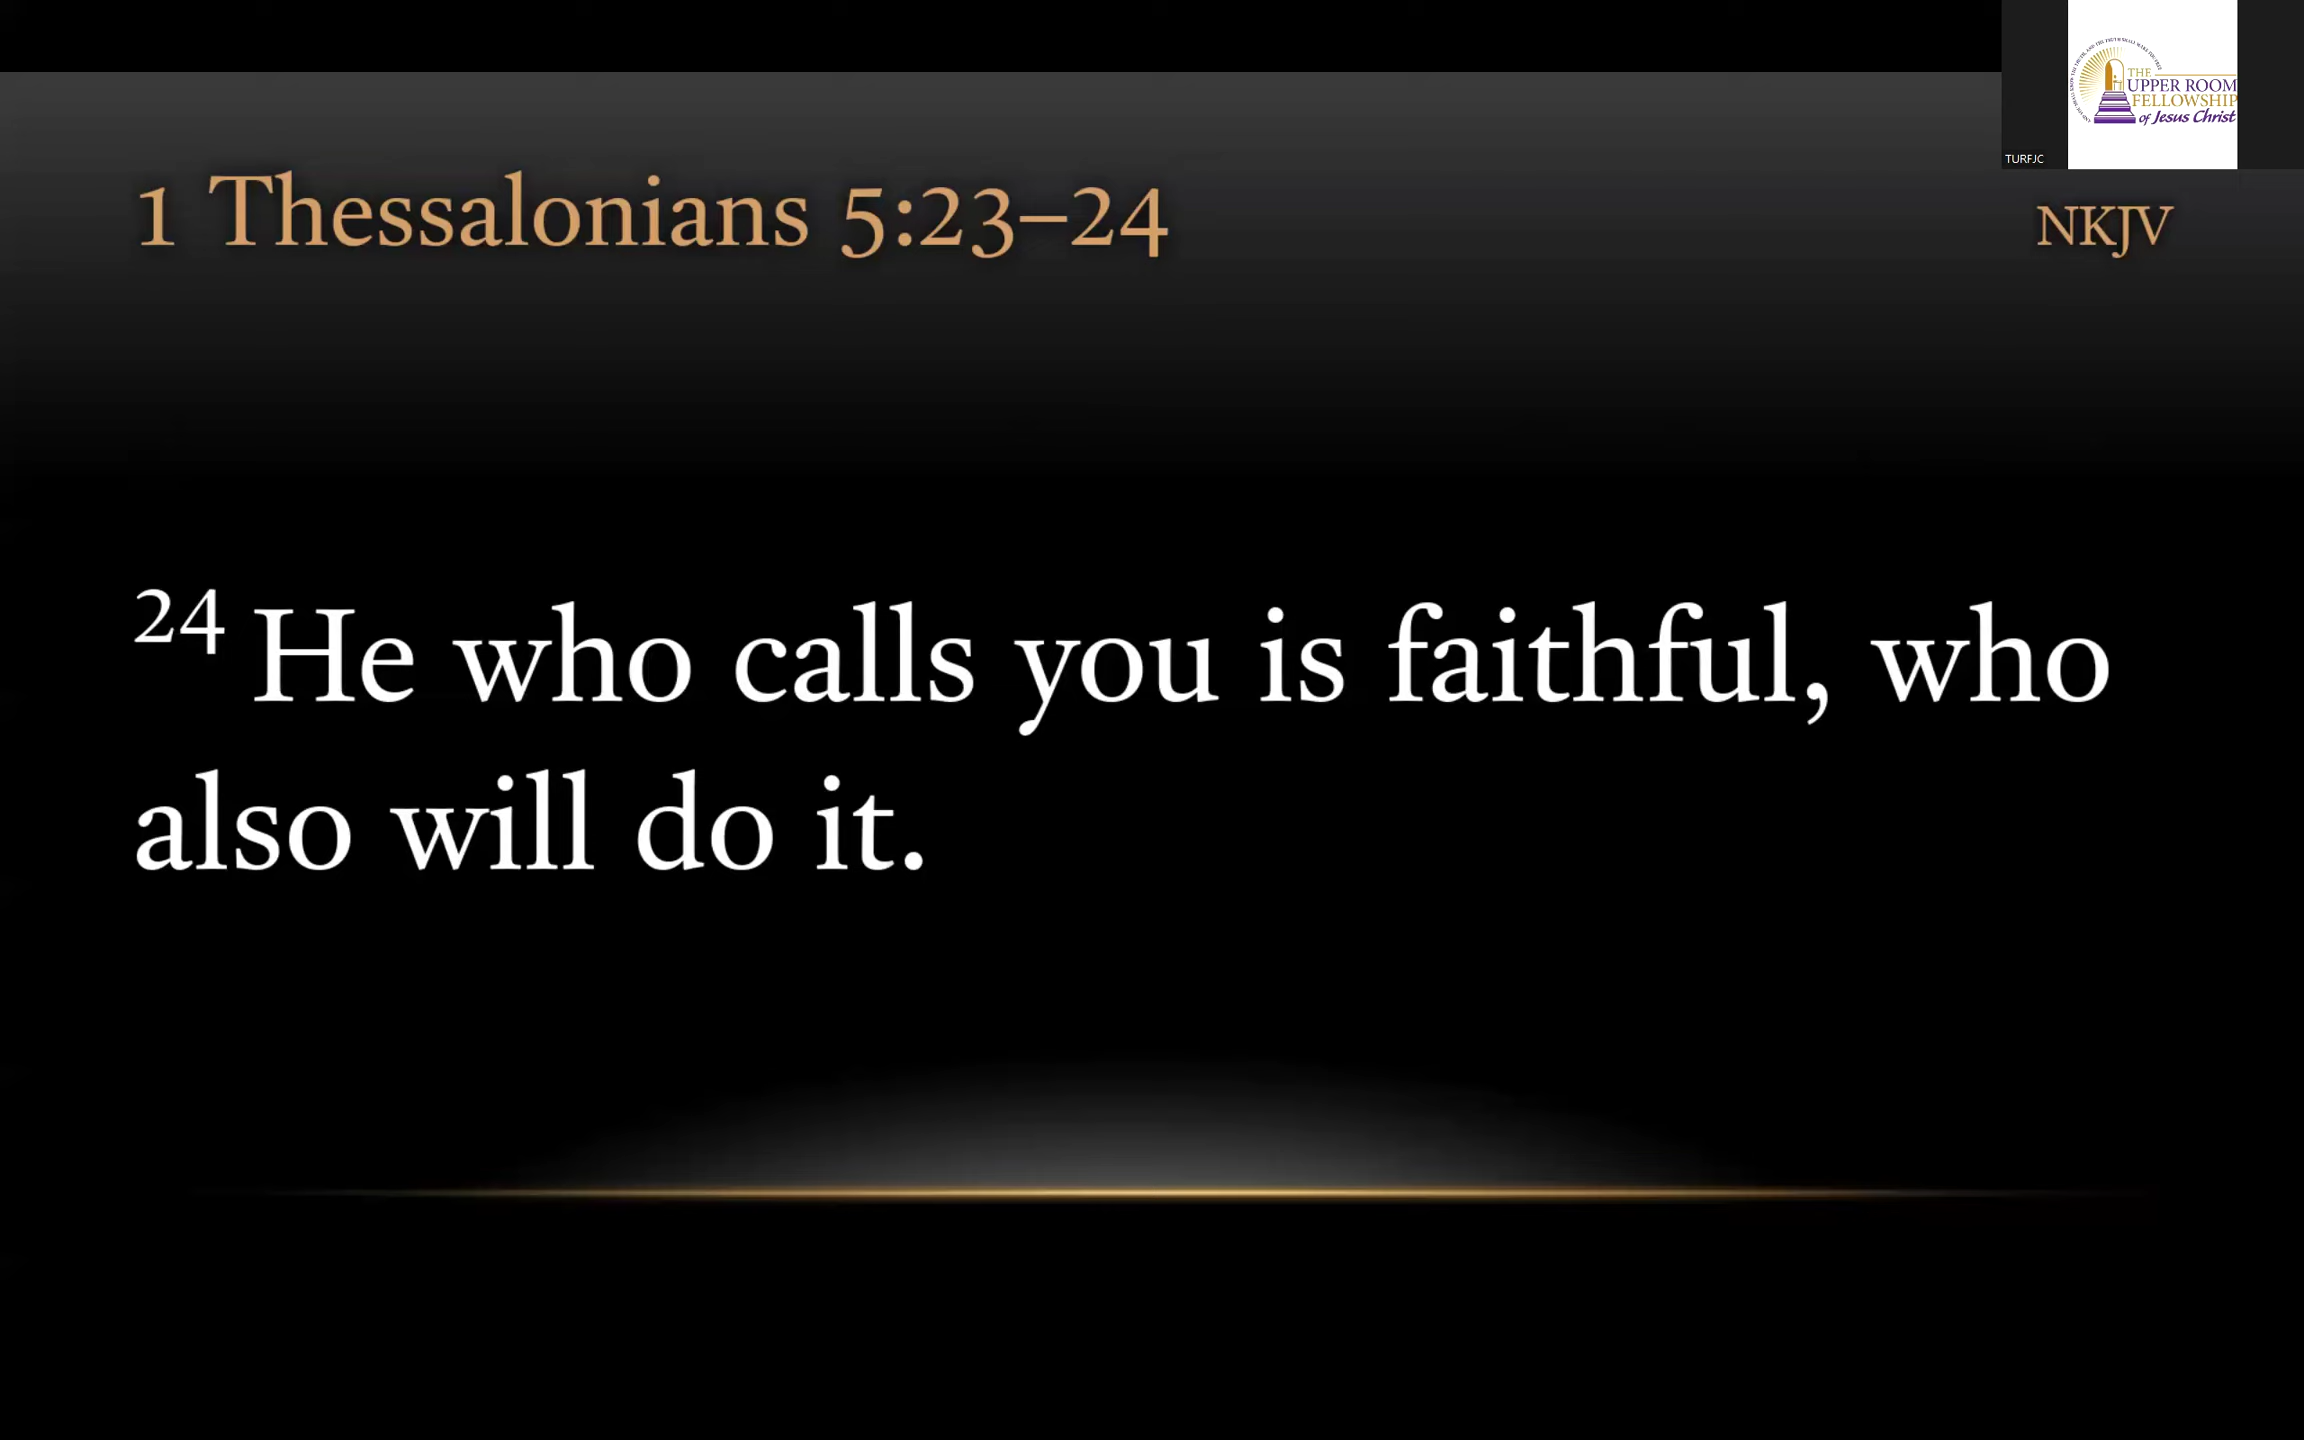 THE
UPPER ROOM
FELLOWSHIP
of Jesus Christ
TURFJC
1 Thessalonians 5:23–24
NKJV
24 He who calls you is faithful, who
also will do it.